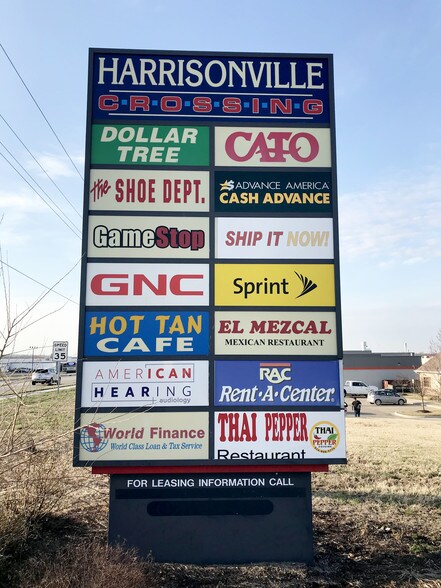 HARRISONVILLE
CROSSING
DOLLAR TREE
CATO
the SHOE DEPT.
$ ADVANCE AMERICA
CASH ADVANCE
GameStop
SHIP IT NOW!
GNC
Sprint
HOT TAN
CAFE
EL MEZCAL
MEXICAN RESTAURANT
AMERICAN
HEARING
+audiology
RAC
Rent-A-Center
World Finance
World Class Loan & Tax Service
THAI PEPPER
Restaurant
THAI
PEPPER
FOR LEASING INFORMATION CALL
SPEED
LIMIT
35